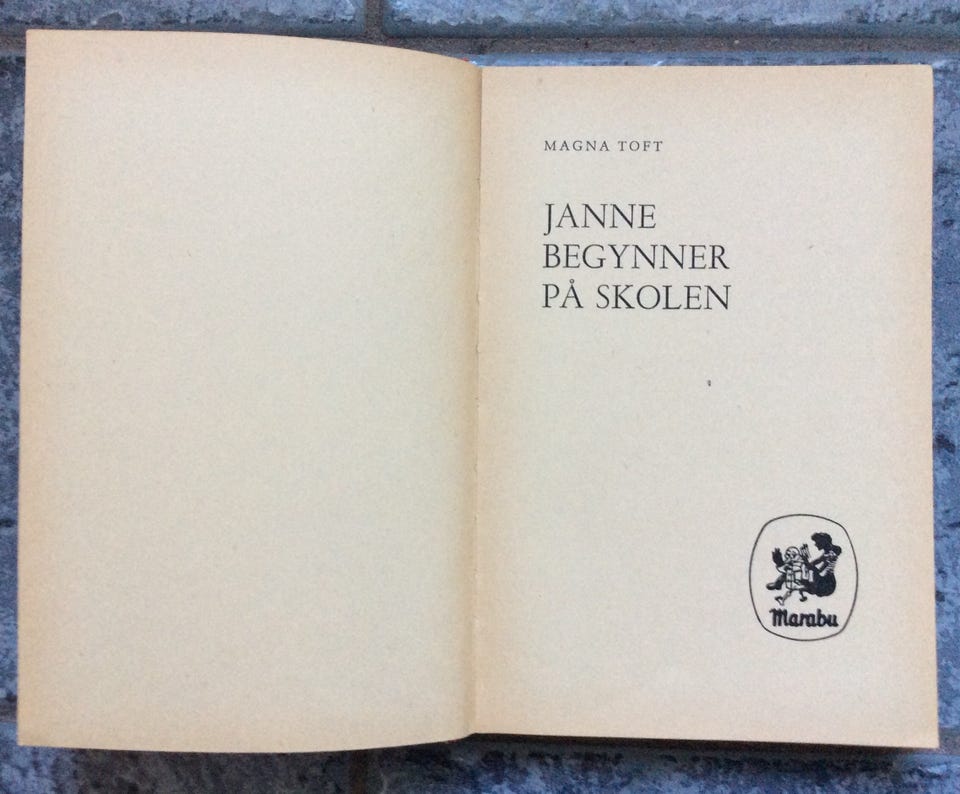 MAGNA TOFT
JANNE
BEGYNNER
PÅ SKOLEN
Marabu